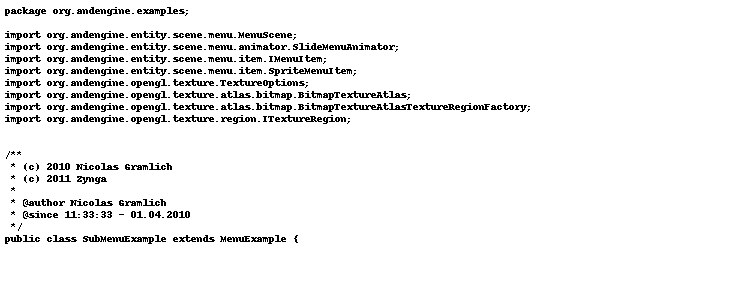 package org.andengine.examples;

import org.andengine.entity.scene.menu.MenuScene;
import org.andengine.entity.scene.menu.animator.SlideMenuAnimator;
import org.andengine.entity.scene.menu.item.IMenuItem;
import org.andengine.entity.scene.menu.item.SpriteMenuItem;
import org.andengine.opengl.texture.TextureOptions;
import org.andengine.opengl.texture.atlas.bitmap.BitmapTextureAtlas;
import org.andengine.opengl.texture.atlas.bitmap.BitmapTextureAtlasTextureRegionFactory;
import org.andengine.opengl.texture.region.ITextureRegion;

/**
 * (c) 2010 Nicolas Gramlich
 * (c) 2011 Zynga
 *
 * @author Nicolas Gramlich
 * @since 11:33:33 - 01.04.2010
 */
public class SubMenuExample extends MenuExample {